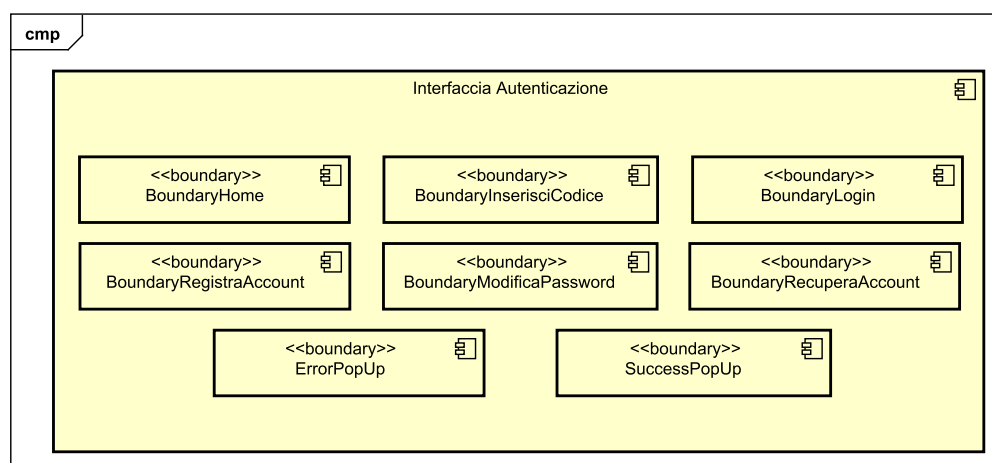 cmp
Interfaccia Autenticazione
<<boundary>>
BoundaryHome
<<boundary>>
BoundaryInserisciCodice
<<boundary>>
BoundaryLogin
<<boundary>>
BoundaryRegistraAccount
<<boundary>>
BoundaryModificaPassword
<<boundary>>
BoundaryRecuperaAccount
<<boundary>>
ErrorPopUp
<<boundary>>
SuccessPopUp